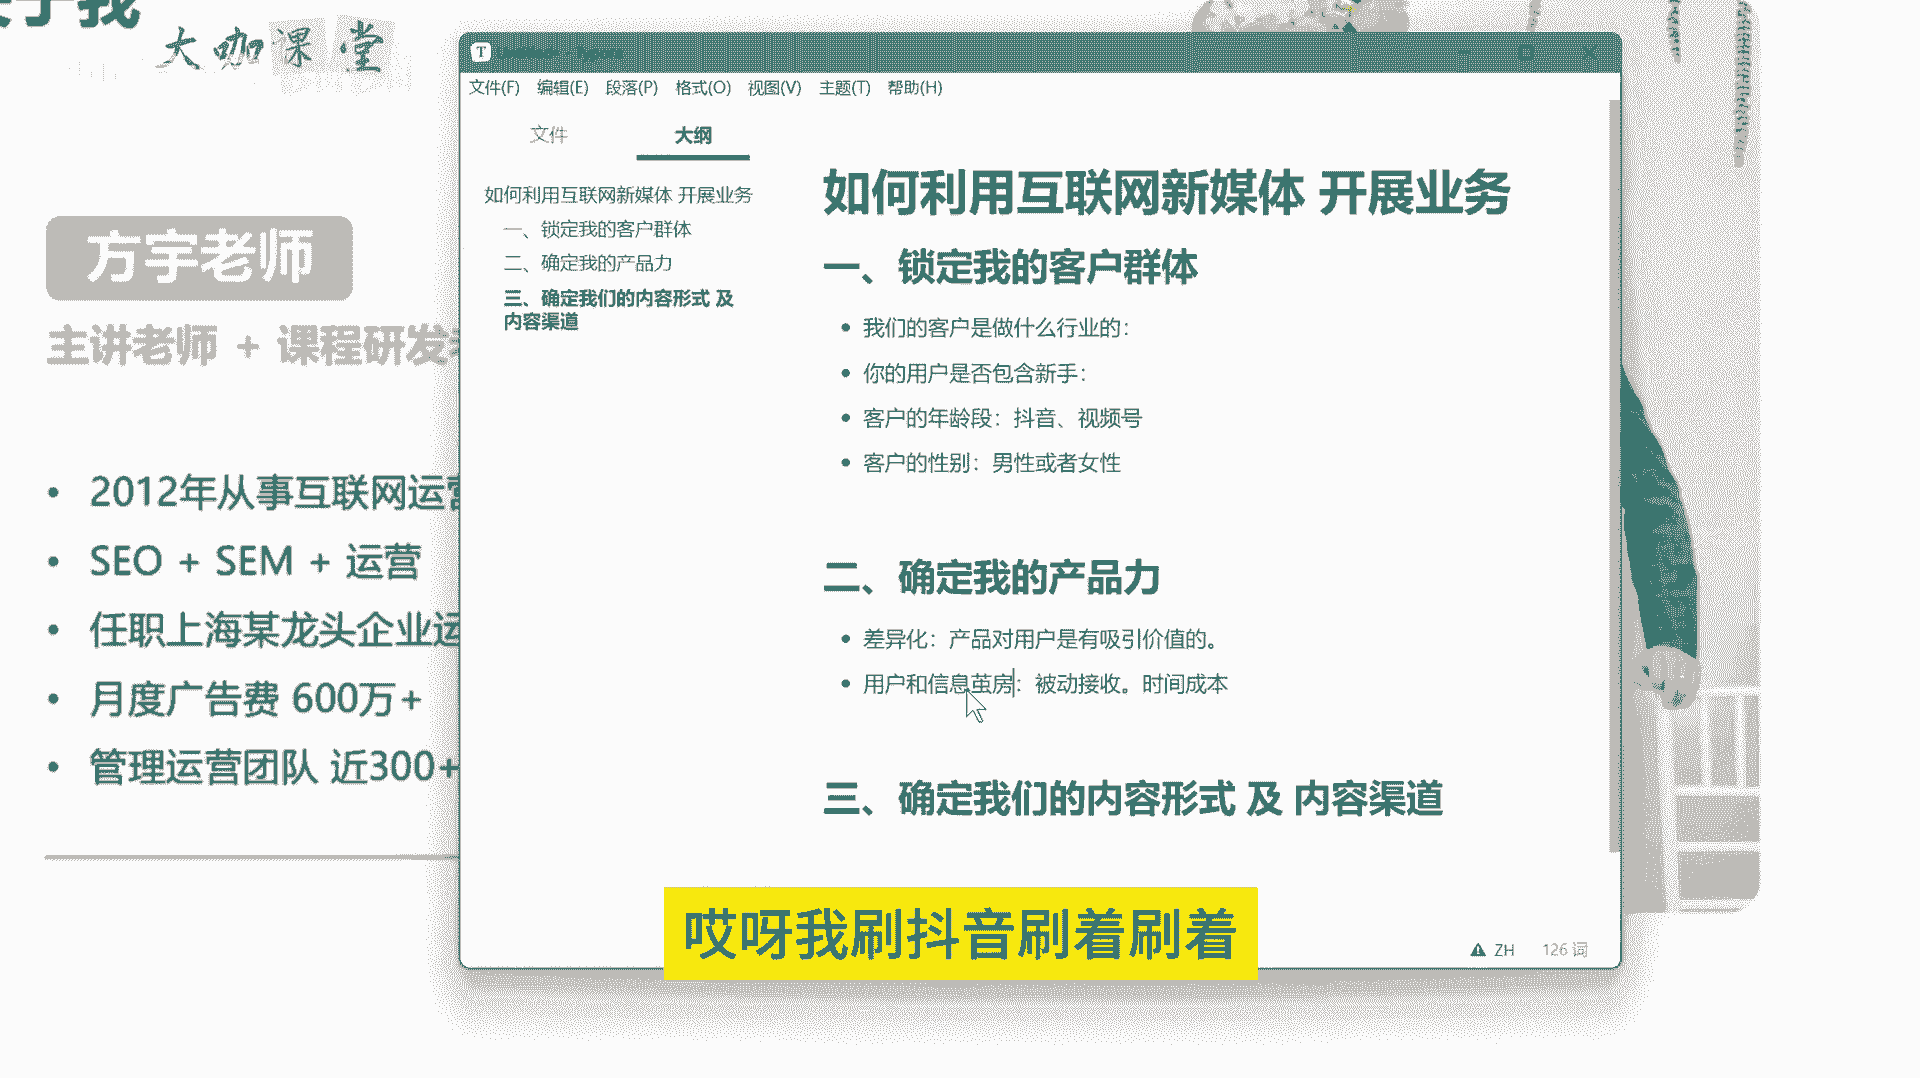 大咖课堂
方宇老师
主讲老师 + 课程研发
2012年从事互联网运营
SEO + SEM + 运营
任职上海某龙头企业运
月度广告费 600万+
管理运营团队 近300+
T
文件(F) 编辑(E) 段落(P) 格式(O) 视图(V) 主题(T) 帮助(H)
文件 大纲
如何利用互联网新媒体 开展业务
一、锁定我的客户群体
二、确定我的产品力
三、确定我们的内容形式 及
内容渠道
如何利用互联网新媒体 开展业务
一、锁定我的客户群体
我们的客户是做什么行业的：
你的用户是否包含新手：
客户的年龄段：抖音、视频号
客户的性别：男性或者女性
二、确定我的产品力
差异化：产品对用户是有吸引价值的。
用户和信息茧房：被动接收。时间成本
三、确定我们的内容形式 及 内容渠道
ZH 126 词
哎呀我刷抖音刷着刷着